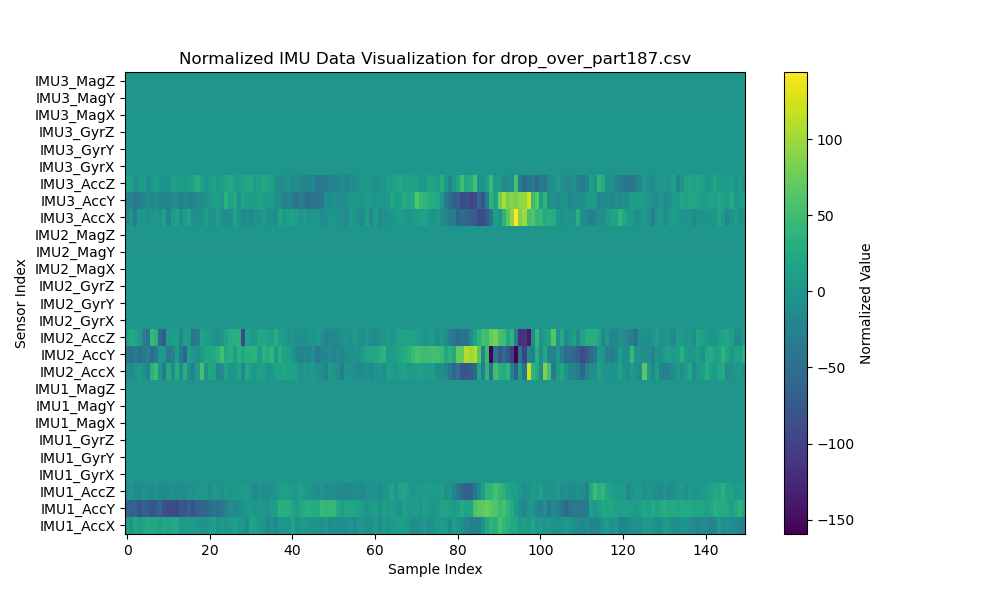 Normalized IMU Data Visualization for drop_over_part187.csv
IMU3_MagZ
IMU3_MagY
IMU3_MagX
IMU3_GyrZ
IMU3_GyrY
IMU3_GyrX
IMU3_AccZ
IMU3_AccY
IMU3_AccX
IMU2_MagZ
IMU2_MagY
IMU2_MagX
IMU2_GyrZ
IMU2_GyrY
IMU2_GyrX
IMU2_AccZ
IMU2_AccY
IMU2_AccX
IMU1_MagZ
IMU1_MagY
IMU1_MagX
IMU1_GyrZ
IMU1_GyrY
IMU1_GyrX
IMU1_AccZ
IMU1_AccY
IMU1_AccX
Sensor Index
0 20 40 60 80 100 120 140
Sample Index
100
50
0
−50
−100
−150
Normalized Value